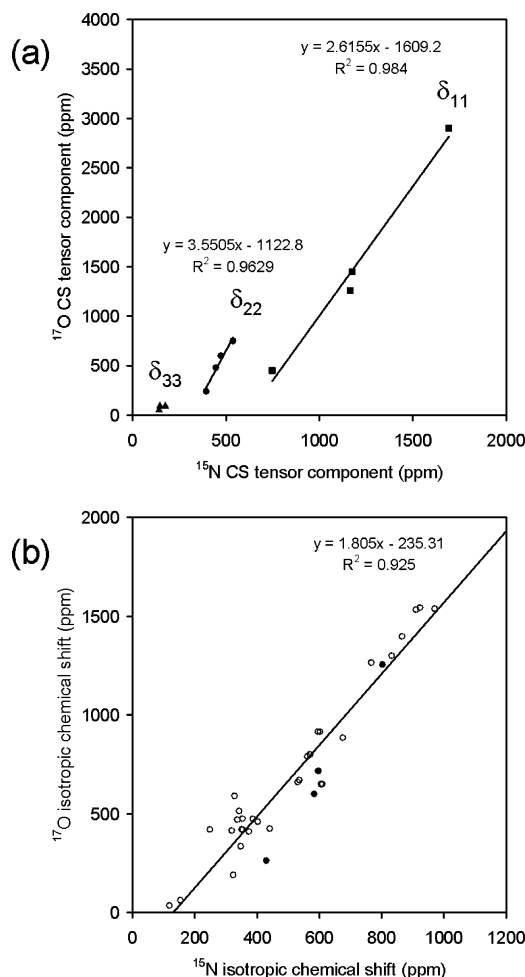 (a)
y = 2.6155x - 1609.2
R² = 0.984
δ₁₁
y = 3.5505x - 1122.8
R² = 0.9629
δ₂₂
δ₃₃
¹⁷O CS tensor component (ppm)
4000
3500
3000
2500
2000
1500
1000
500
0
0 500 1000 1500 2000
¹⁵N CS tensor component (ppm)
(b)
y = 1.805x - 235.31
R² = 0.925
¹⁷O isotropic chemical shift (ppm)
2000
1500
1000
500
0
0 200 400 600 800 1000 1200
¹⁵N isotropic chemical shift (ppm)